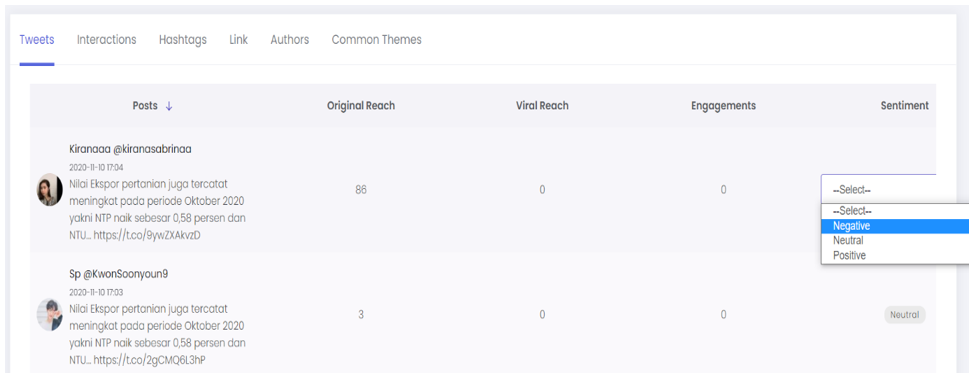 Tweets Interactions Hashtags Link Authors Common Themes
Posts ↓ Original Reach Viral Reach Engagements Sentiment
Kiranaaa @kiranasabrinaa
2020-11-10 17:04
Nilai Ekspor pertanian juga tercatat
meningkat pada periode Oktober 2020
yakni NTP naik sebesar 0,58 persen dan
NTU... https://t.co/9ywZXAkvzD
86 0 0
--Select--
--Select--
Negative
Neutral
Positive
Sp @KwonSoonyoun9
2020-11-10 17:03
Nilai Ekspor pertanian juga tercatat
meningkat pada periode Oktober 2020
yakni NTP naik sebesar 0,58 persen dan
NTU... https://t.co/2gCMQ6L3hP
3 0 0 Neutral